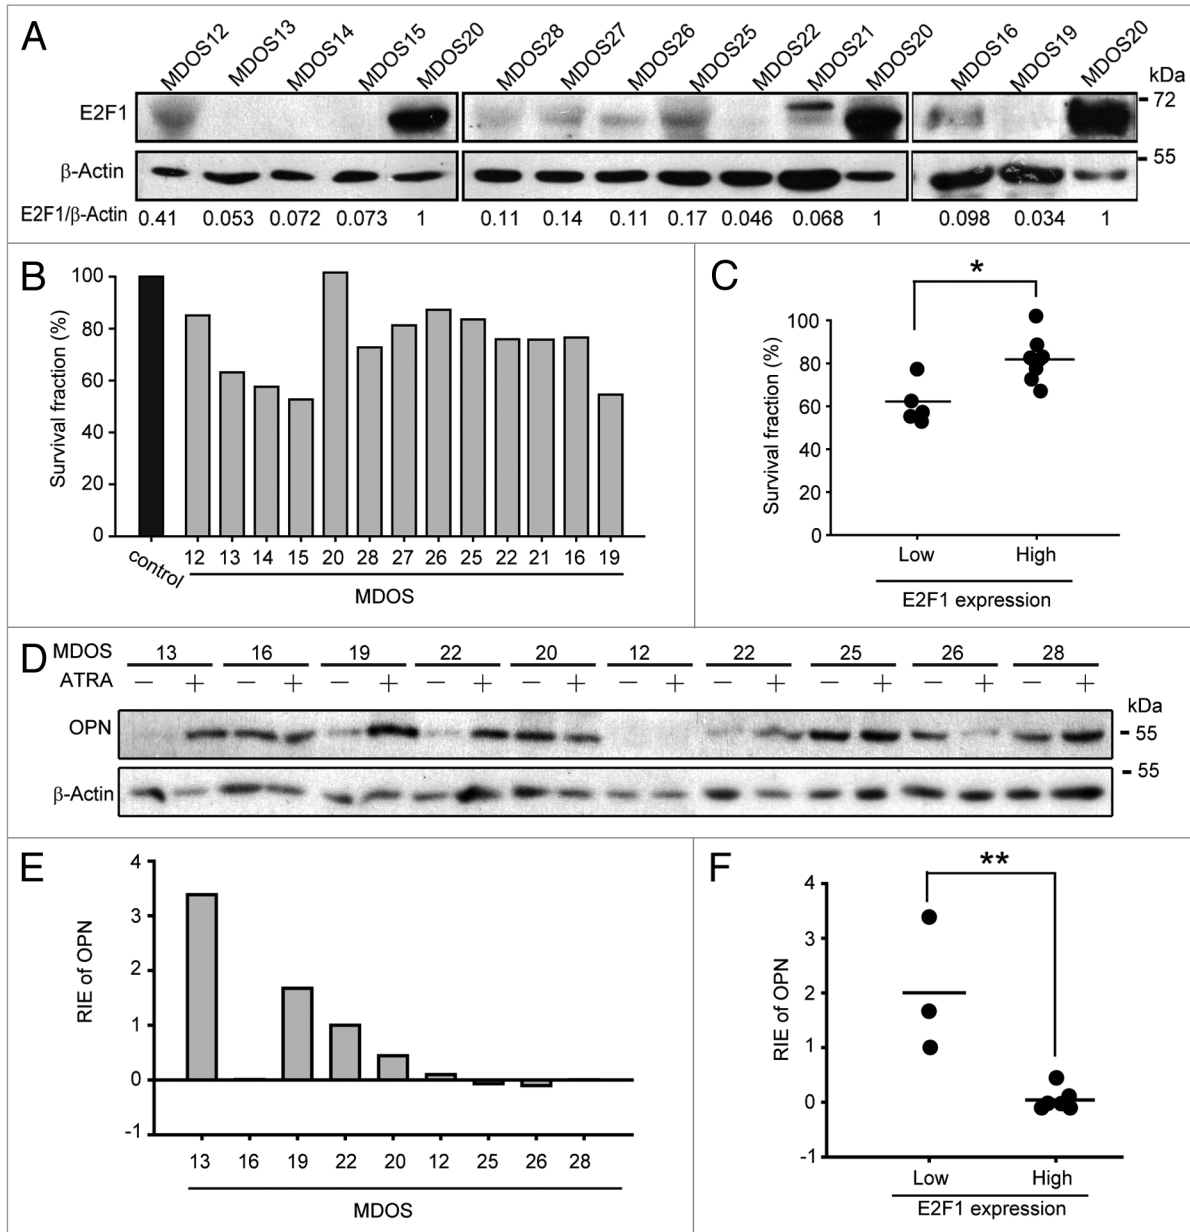 A
MDOS12 MDOS13 MDOS14 MDOS15 MDOS20 MDOS28 MDOS27 MDOS26 MDOS25 MDOS22 MDOS21 MDOS20 MDOS16 MDOS19 MDOS20
kDa
E2F1
72
β-Actin
55
E2F1/β-Actin 0.41 0.053 0.072 0.073 1 0.11 0.14 0.11 0.17 0.046 0.068 1 0.098 0.034 1
B
Survival fraction (%)
100
80
60
40
20
0
control 12 13 14 15 20 28 27 26 25 22 21 16 19
MDOS
C
*
Survival fraction (%)
100
80
60
40
20
0
Low High
E2F1 expression
D
MDOS 13 16 19 22 20 12 22 25 26 28
ATRA − + − + − + − + − + − + − + − + − + − +
kDa
OPN
55
55
β-Actin
E
RIE of OPN
4
3
2
1
0
-1
13 16 19 22 20 12 25 26 28
MDOS
F
**
RIE of OPN
4
3
2
1
0
-1
Low High
E2F1 expression